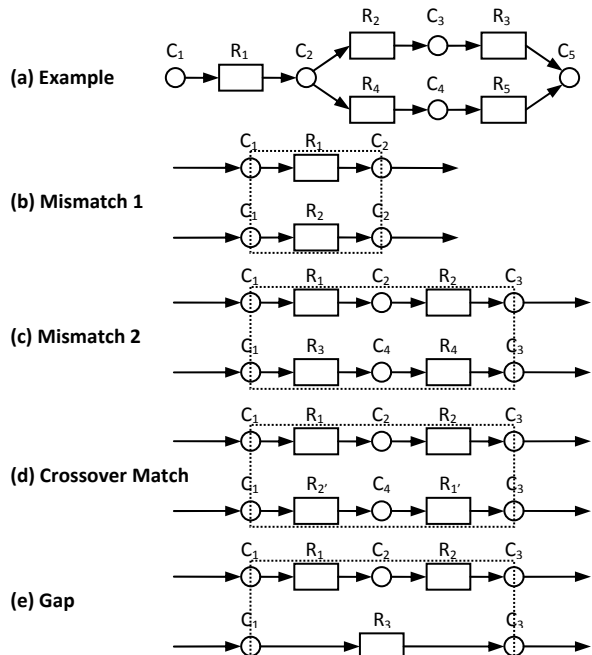 R2 C3 R3
C1 R1 C2 C5
(a) Example
R4 C4 R5
C1 R1 C2
(b) Mismatch 1
C1 R2 C2
C1 R1 C2 R2 C3
(c) Mismatch 2
C1 R3 C4 R4 C3
C1 R1 C2 R2 C3
(d) Crossover Match
C1 R2' C4 R1' C3
C1 R1 C2 R2 C3
(e) Gap
C1 R3 C3